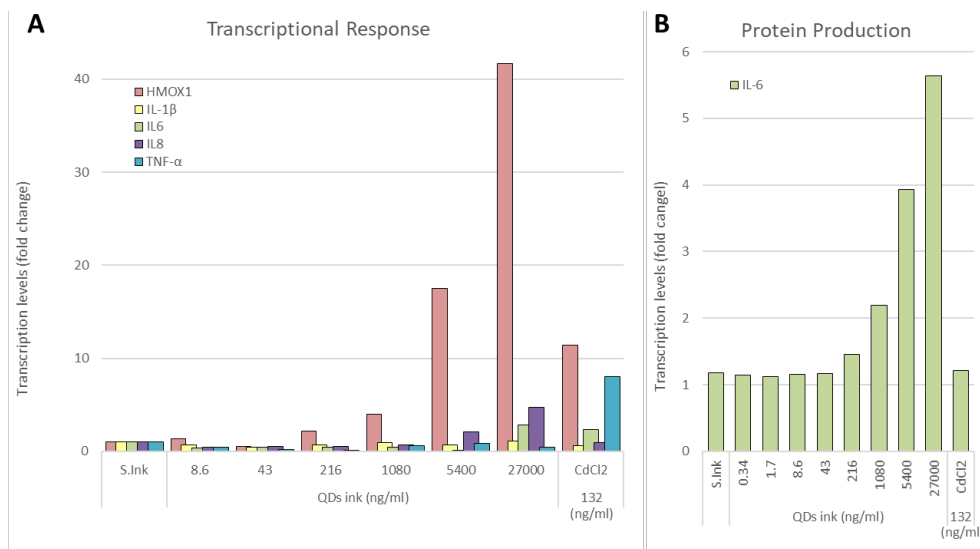 A
Transcriptional Response
Transcription levels (fold change)
40
30
20
10
0
HMOX1
IL-1β
IL6
IL8
TNF-α
S.Ink
8.6
43
216
1080
5400
27000
CdCl2
QDs ink (ng/ml)
132
(ng/ml)
B
Protein Production
Transcription levels (fold cangel)
6
5
4
3
2
1
0
IL-6
S.Ink
0.34
1.7
8.6
43
216
1080
5400
27000
CdCl2
QDs ink (ng/ml)
132
(ng/ml)